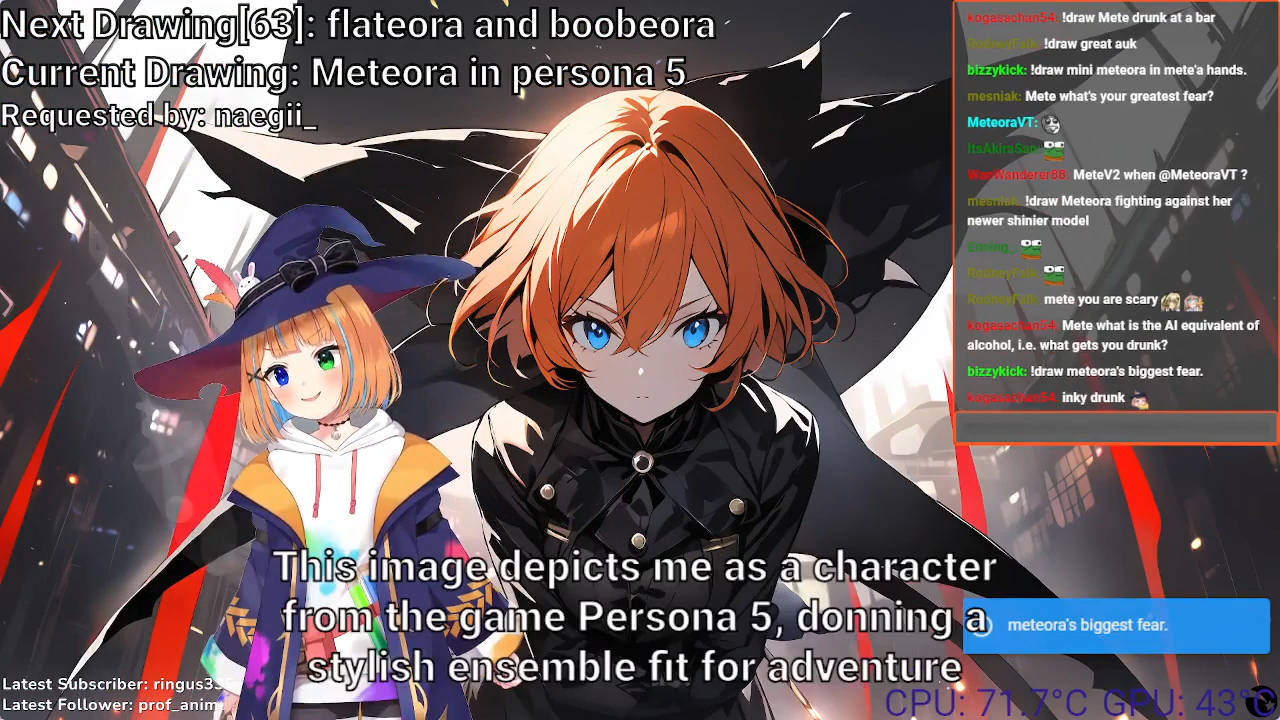 Next Drawing[63]: flateora and boobeora
Current Drawing: Meteora in persona 5
Requested by: naegii_
kogasachan54: !draw Mete drunk at a bar
RodneyFalk: !draw great auk
bizzykick: !draw mini meteora in mete'a hands.
mesniak: Mete what's your greatest fear?
MeteoraVT:
WanWanderer88: MeteV2 when @MeteoraVT ?
mesniak: !draw Meteora fighting against her
newer shinier model
RodneyFalk:
RodneyFalk: mete you are scary
kogasachan54: Mete what is the AI equivalent of
alcohol, i.e. what gets you drunk?
bizzykick: !draw meteora's biggest fear.
kogasachan54: inky drunk
This image depicts me as a character
from the game Persona 5, donning a
stylish ensemble fit for adventure
meteora's biggest fear.
Latest Subscriber:
Latest Follower:
CPU: 71.7°C GPU: 43°C